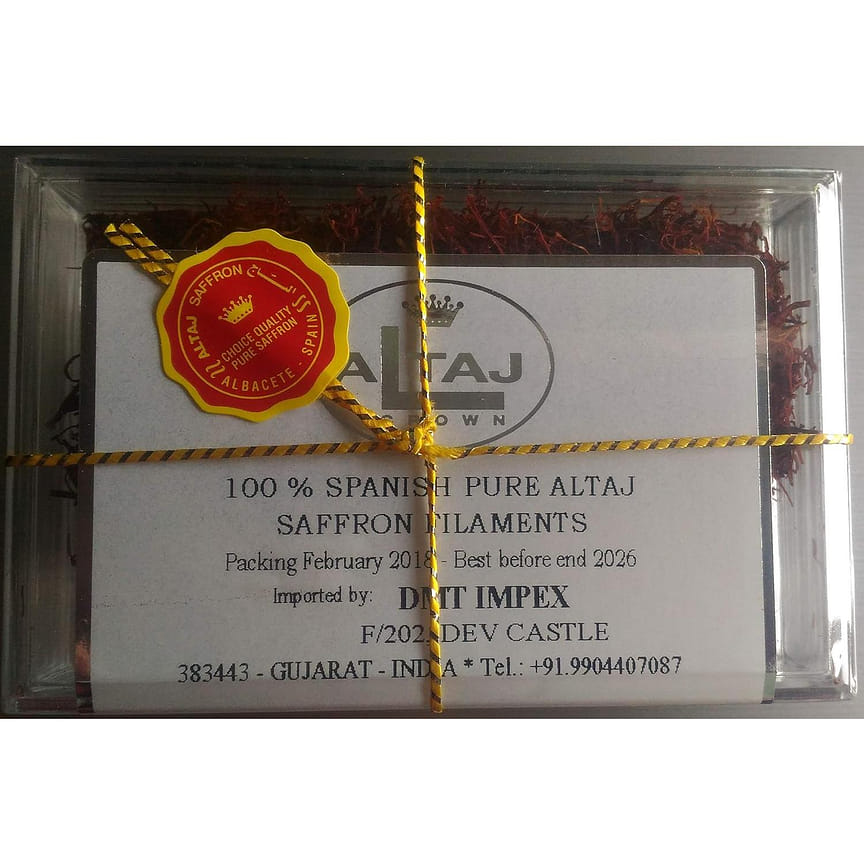 ALTAJ SAFFRON
CHOICE QUALITY
PURE SAFFRON
ALBACETE - SPAIN
ALTAJ
CROWN
100 % SPANISH PURE ALTAJ
SAFFRON FILAMENTS
Packing February 2018 - Best before end 2026
Imported by: DMT IMPEX
F/202, DEV CASTLE
383443 - GUJARAT - INDIA * Tel.: +91.9904407087